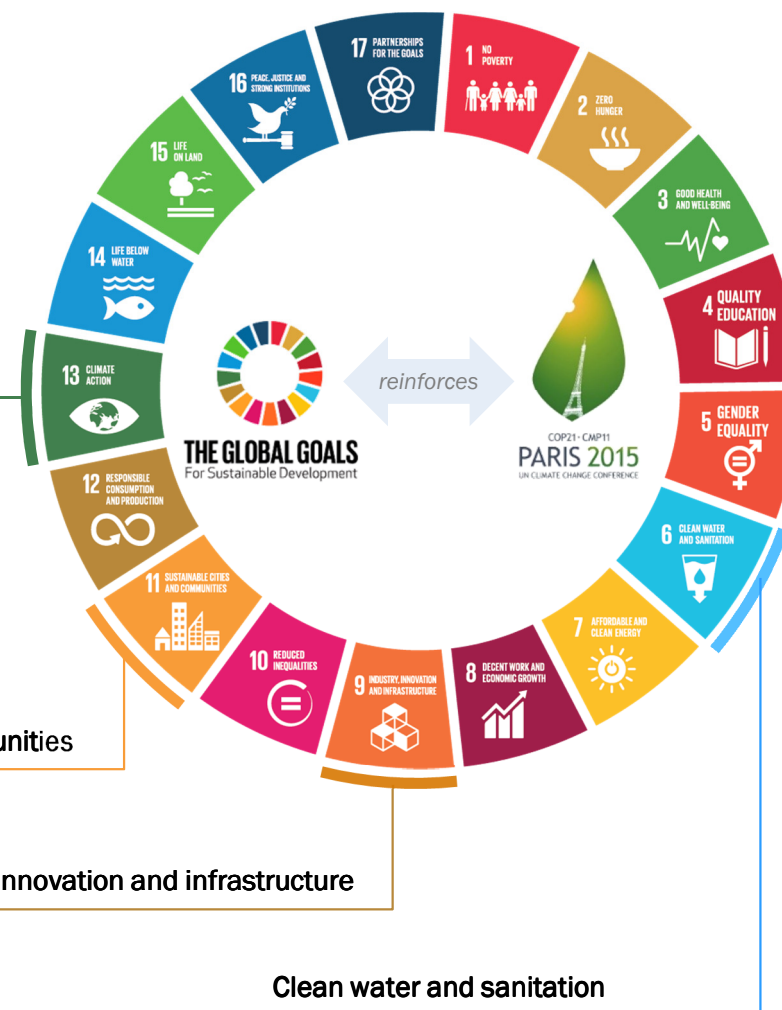 17 PARTNERSHIPS
FOR THE GOALS
1 NO
POVERTY
2 ZERO
HUNGER
3 GOOD HEALTH
AND WELL-BEING
4 QUALITY
EDUCATION
5 GENDER
EQUALITY
6 CLEAN WATER
AND SANITATION
7 AFFORDABLE AND
CLEAN ENERGY
8 DECENT WORK AND
ECONOMIC GROWTH
9 INDUSTRY, INNOVATION
AND INFRASTRUCTURE
10 REDUCED
INEQUALITIES
11 SUSTAINABLE CITIES
AND COMMUNITIES
12 RESPONSIBLE
CONSUMPTION
AND PRODUCTION
13 CLIMATE
ACTION
14 LIFE BELOW
WATER
15 LIFE
ON LAND
16 PEACE, JUSTICE AND
STRONG INSTITUTIONS
THE GLOBAL GOALS
For Sustainable Development
reinforces
COP21 · CMP11
PARIS 2015
UN CLIMATE CHANGE CONFERENCE
unities
nnovation and infrastructure
Clean water and sanitation